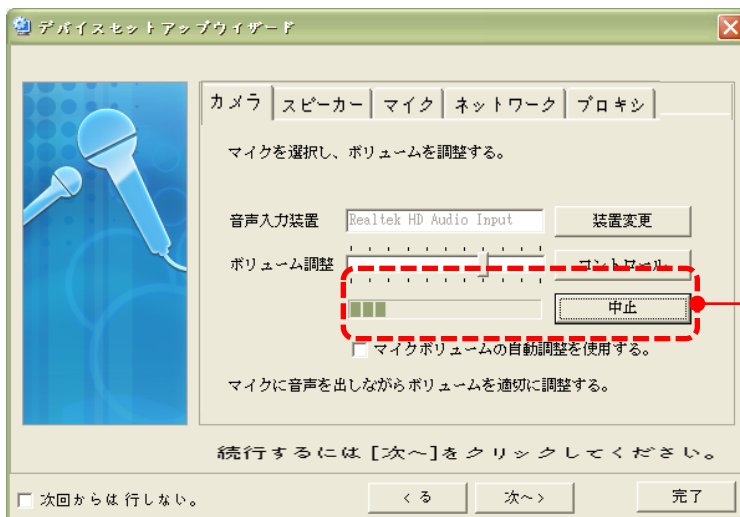 デバイスセットアップウィザード
カメラ スピーカー マイク ネットワーク プロキシ
マイクを選択し、ボリュームを調整する。
音声入力装置 Realtek HD Audio Input 装置変更
ボリューム調整 コントロール
中止
マイクボリュームの自動調整を使用する。
マイクに音声を出しながらボリュームを適切に調整する。
続行するには [次へ]をクリックしてください。
次回からは 行しない。 < る 次へ> 完了